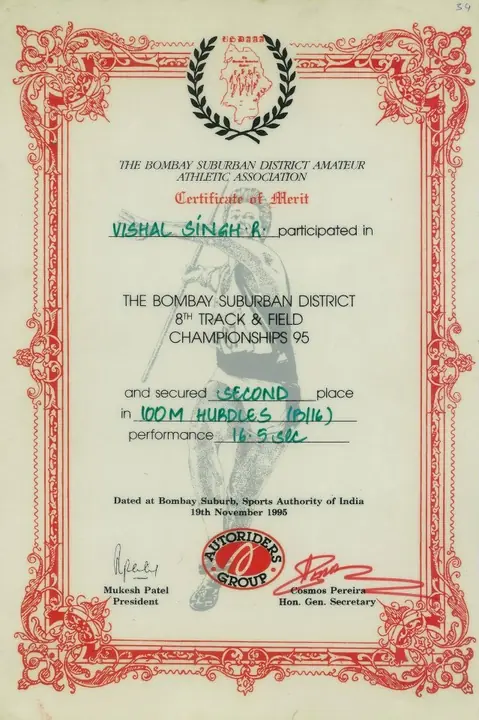 54
THE BOMBAY SUBURBAN DISTRICT AMATEUR
ATHLETIC ASSOCIATION
Certificate of Merit
VISHAL SINGH R. participated in
THE BOMBAY SUBURBAN DISTRICT
8TH TRACK & FIELD
CHAMPIONSHIPS 95
and secured SECOND place
in 100M HURDLES (B/16)
performance 16.5 sec
Dated at Bombay Suburb, Sports Authority of India
19th November 1995
AUTORIDERS
GROUP
Mukesh Patel
President
Cosmos Pereira
Hon. Gen. Secretary